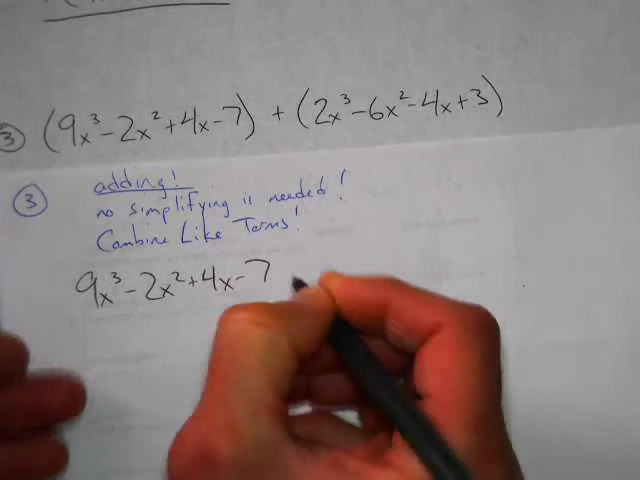 3) (9x³-2x²+4x-7) + (2x³-6x²-4x+3)
3 adding!
no simplifying is needed!
Combine Like Terms!
9x³-2x²+4x-7